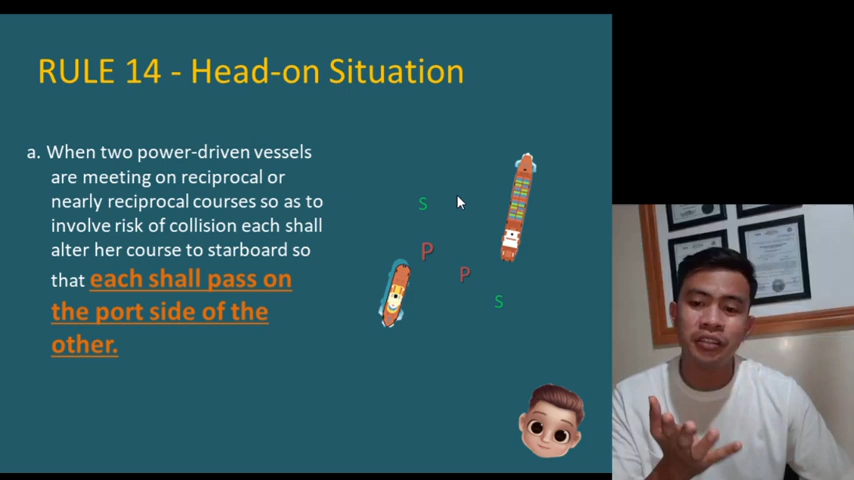 RULE 14 - Head-on Situation
a. When two power-driven vessels
are meeting on reciprocal or
nearly reciprocal courses so as to
involve risk of collision each shall
alter her course to starboard so
that each shall pass on
the port side of the
other.
S
P
P
S